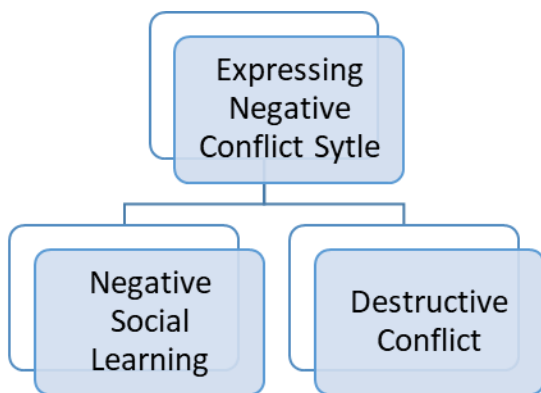 Expressing
Negative
Conflict Sytle
Negative
Social
Learning
Destructive
Conflict